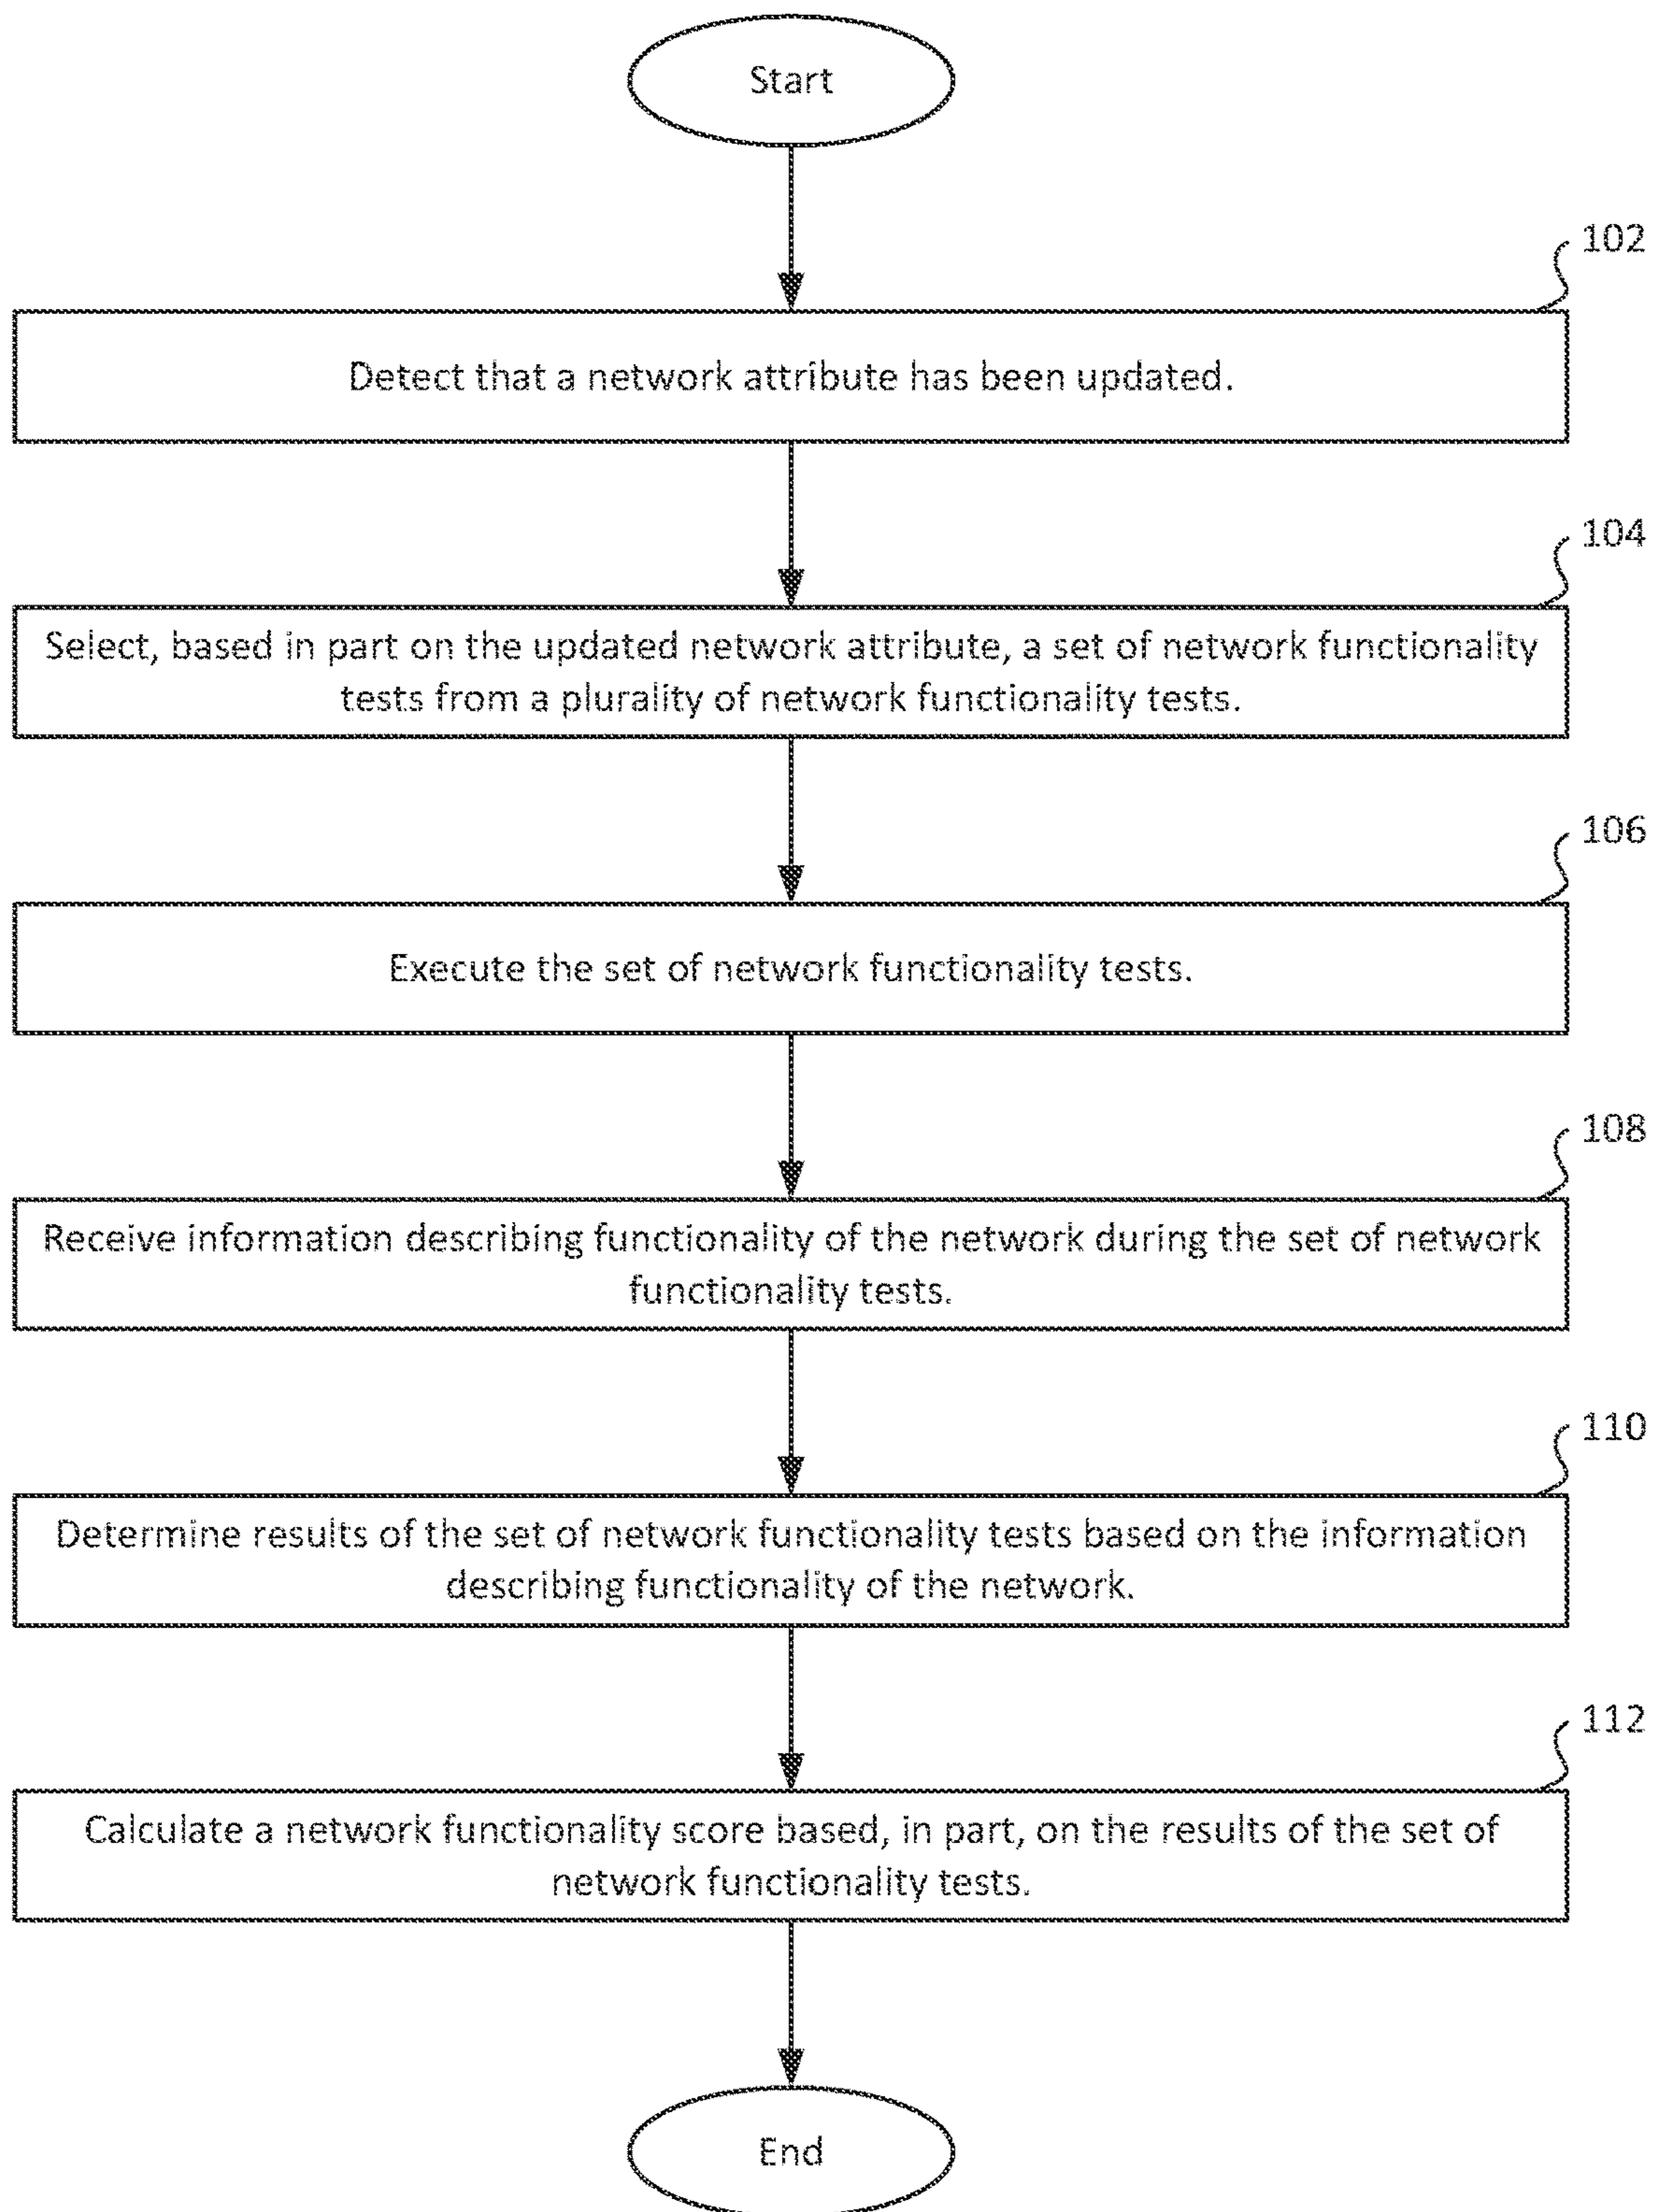 Start
102
Detect that a network attribute has been updated.
104
Select, based in part on the updated network attribute, a set of network functionality
tests from a plurality of network functionality tests.
106
Execute the set of network functionality tests.
108
Receive information describing functionality of the network during the set of network
functionality tests.
110
Determine results of the set of network functionality tests based on the information
describing functionality of the network.
112
Calculate a network functionality score based, in part, on the results of the set of
network functionality tests.
End